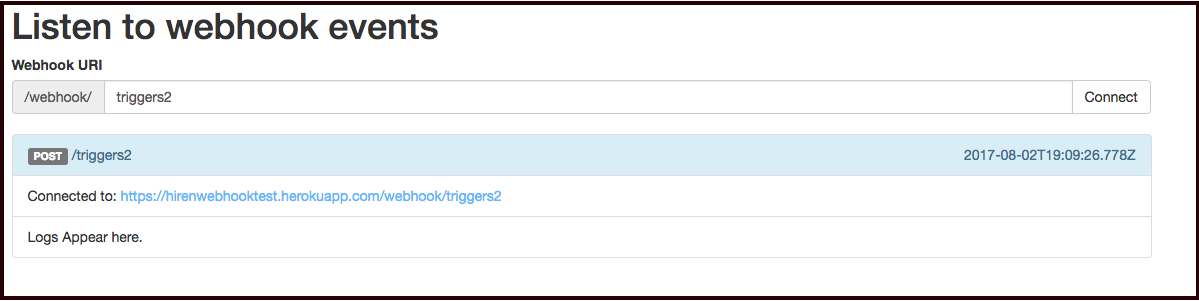 Listen to webhook events
Webhook URI
/webhook/ triggers2 Connect
POST /triggers2 2017-08-02T19:09:26.778Z
Connected to: https://hirenwebhooktest.herokuapp.com/webhook/triggers2
Logs Appear here.